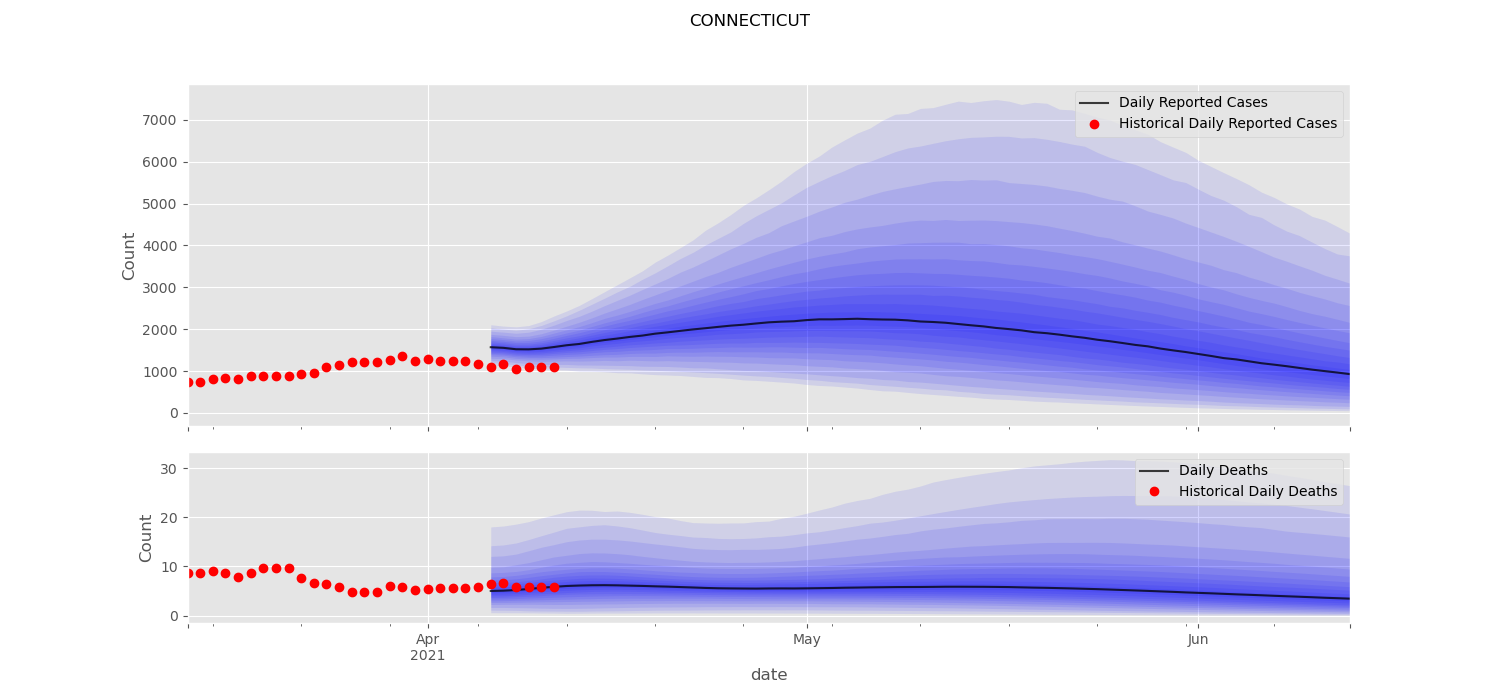 CONNECTICUT
Daily Reported Cases
Historical Daily Reported Cases
7000
6000
5000
4000
3000
2000
1000
0
Count
Daily Deaths
Historical Daily Deaths
30
20
10
0
Count
Apr
2021
May
Jun
date